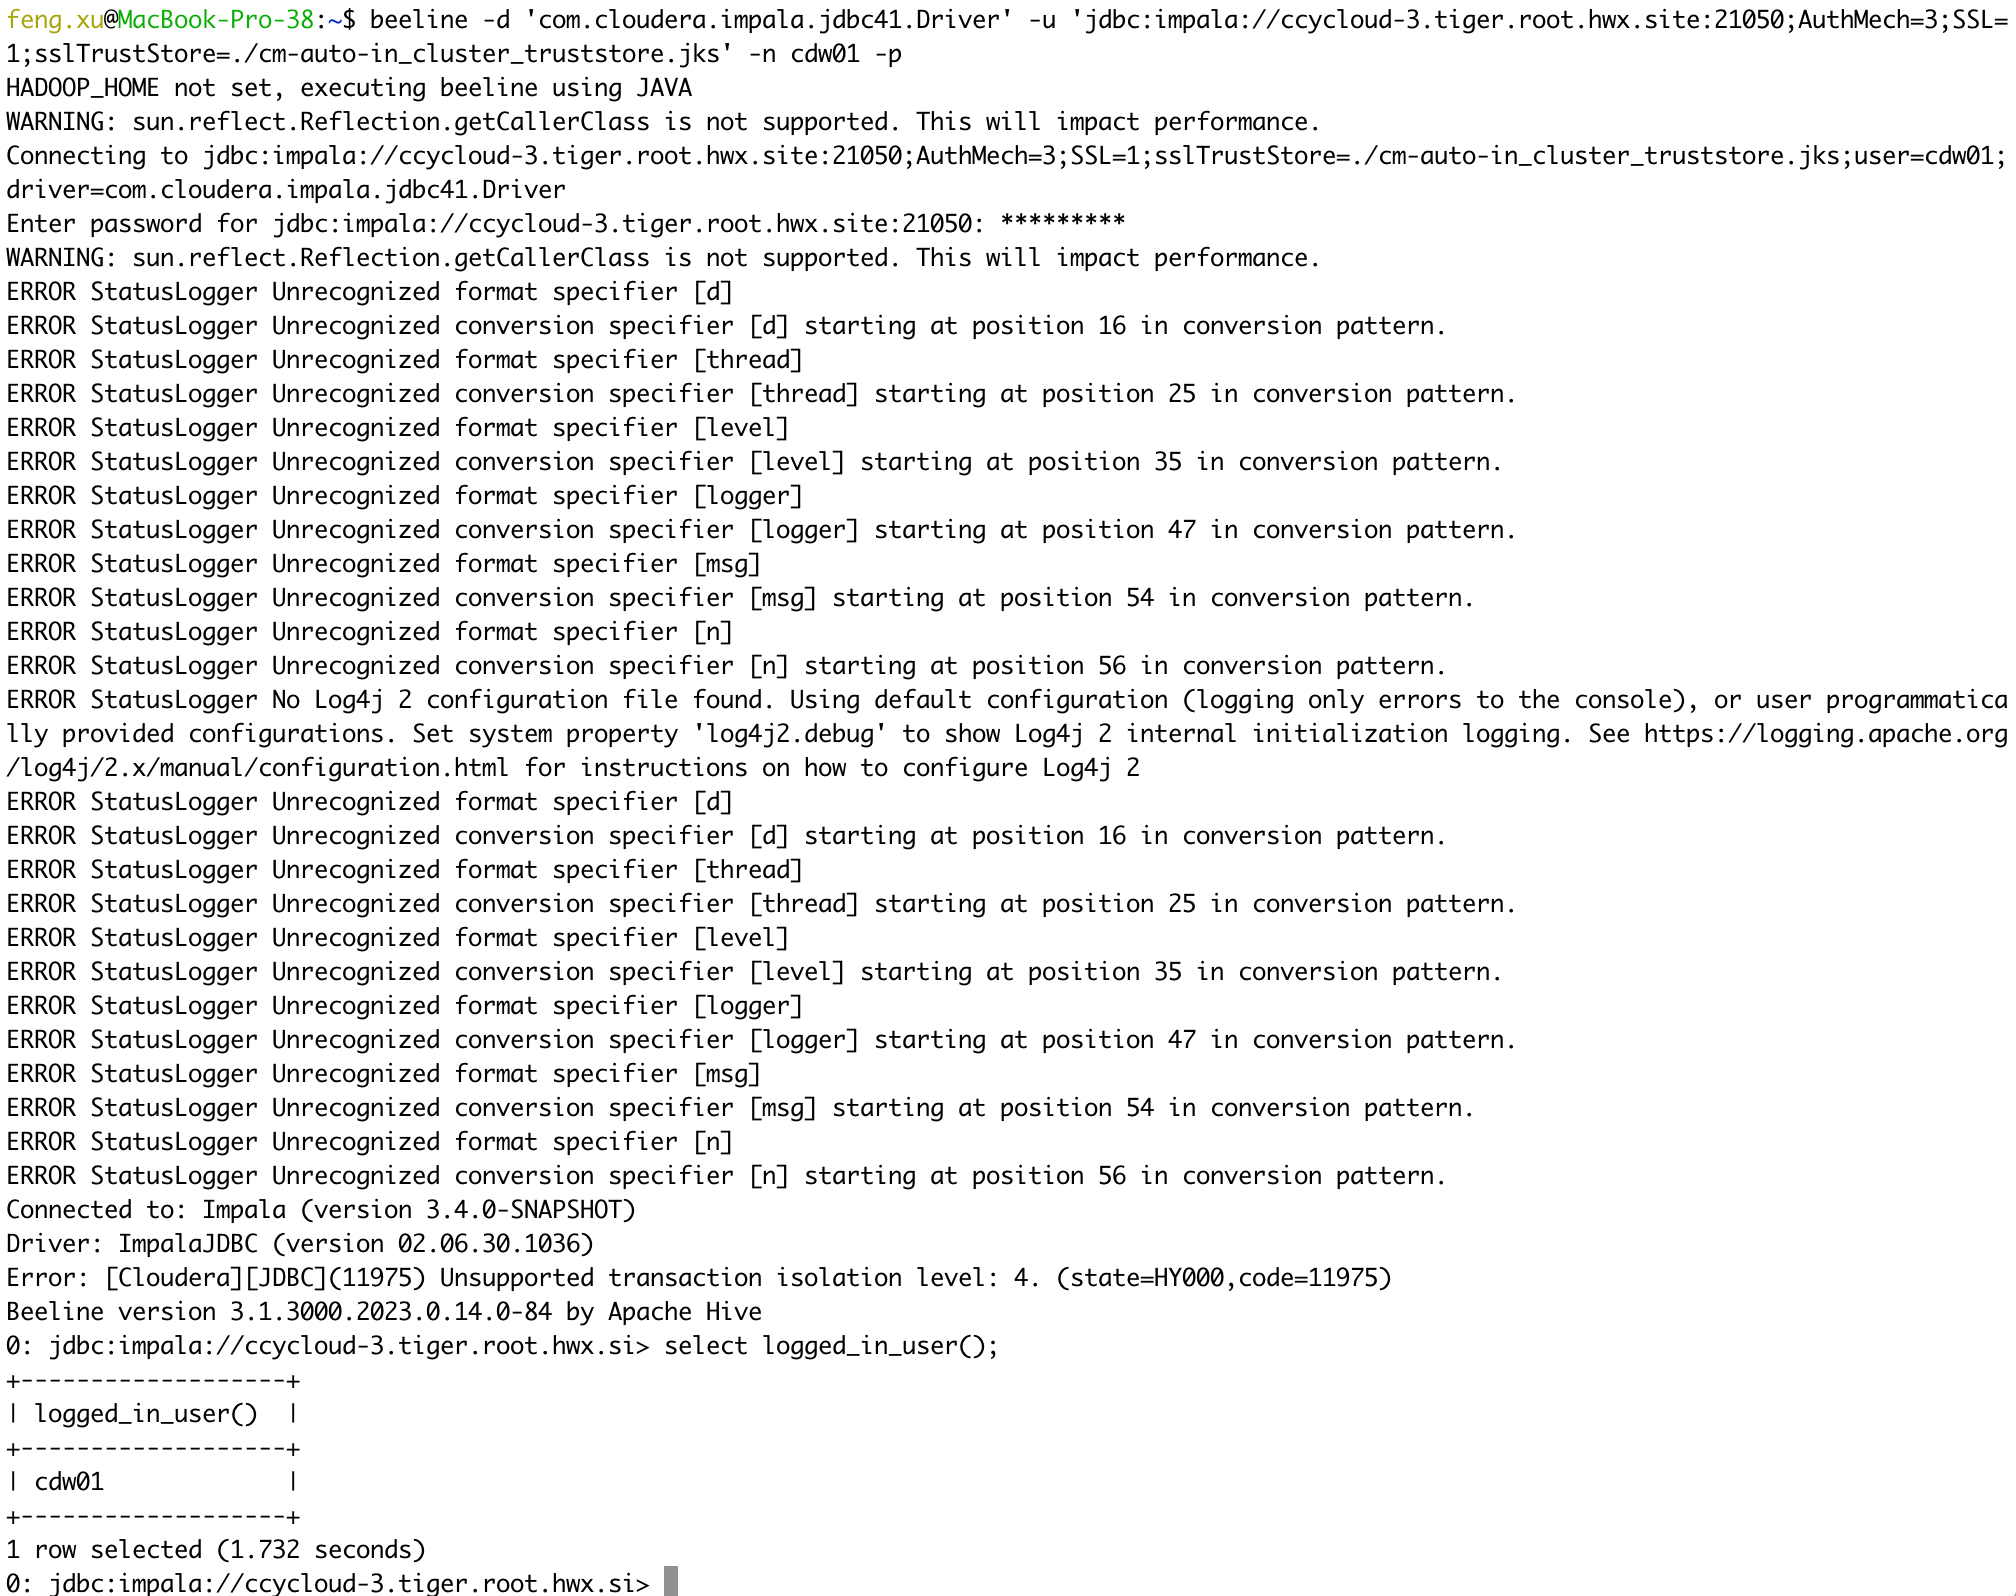 feng.xu@MacBook-Pro-38:~$ beeline -d 'com.cloudera.impala.jdbc41.Driver' -u 'jdbc:impala://ccycloud-3.tiger.root.hwx.site:21050;AuthMech=3;SSL=
1;sslTrustStore=./cm-auto-in_cluster_truststore.jks' -n cdw01 -p
HADOOP_HOME not set, executing beeline using JAVA
WARNING: sun.reflect.Reflection.getCallerClass is not supported. This will impact performance.
Connecting to jdbc:impala://ccycloud-3.tiger.root.hwx.site:21050;AuthMech=3;SSL=1;sslTrustStore=./cm-auto-in_cluster_truststore.jks;user=cdw01;
driver=com.cloudera.impala.jdbc41.Driver
Enter password for jdbc:impala://ccycloud-3.tiger.root.hwx.site:21050: *********
WARNING: sun.reflect.Reflection.getCallerClass is not supported. This will impact performance.
ERROR StatusLogger Unrecognized format specifier [d]
ERROR StatusLogger Unrecognized conversion specifier [d] starting at position 16 in conversion pattern.
ERROR StatusLogger Unrecognized format specifier [thread]
ERROR StatusLogger Unrecognized conversion specifier [thread] starting at position 25 in conversion pattern.
ERROR StatusLogger Unrecognized format specifier [level]
ERROR StatusLogger Unrecognized conversion specifier [level] starting at position 35 in conversion pattern.
ERROR StatusLogger Unrecognized format specifier [logger]
ERROR StatusLogger Unrecognized conversion specifier [logger] starting at position 47 in conversion pattern.
ERROR StatusLogger Unrecognized format specifier [msg]
ERROR StatusLogger Unrecognized conversion specifier [msg] starting at position 54 in conversion pattern.
ERROR StatusLogger Unrecognized format specifier [n]
ERROR StatusLogger Unrecognized conversion specifier [n] starting at position 56 in conversion pattern.
ERROR StatusLogger No Log4j 2 configuration file found. Using default configuration (logging only errors to the console), or user programmatica
lly provided configurations. Set system property 'log4j2.debug' to show Log4j 2 internal initialization logging. See https://logging.apache.org
/log4j/2.x/manual/configuration.html for instructions on how to configure Log4j 2
ERROR StatusLogger Unrecognized format specifier [d]
ERROR StatusLogger Unrecognized conversion specifier [d] starting at position 16 in conversion pattern.
ERROR StatusLogger Unrecognized format specifier [thread]
ERROR StatusLogger Unrecognized conversion specifier [thread] starting at position 25 in conversion pattern.
ERROR StatusLogger Unrecognized format specifier [level]
ERROR StatusLogger Unrecognized conversion specifier [level] starting at position 35 in conversion pattern.
ERROR StatusLogger Unrecognized format specifier [logger]
ERROR StatusLogger Unrecognized conversion specifier [logger] starting at position 47 in conversion pattern.
ERROR StatusLogger Unrecognized format specifier [msg]
ERROR StatusLogger Unrecognized conversion specifier [msg] starting at position 54 in conversion pattern.
ERROR StatusLogger Unrecognized format specifier [n]
ERROR StatusLogger Unrecognized conversion specifier [n] starting at position 56 in conversion pattern.
Connected to: Impala (version 3.4.0-SNAPSHOT)
Driver: ImpalaJDBC (version 02.06.30.1036)
Error: [Cloudera][JDBC](11975) Unsupported transaction isolation level: 4. (state=HY000,code=11975)
Beeline version 3.1.3000.2023.0.14.0-84 by Apache Hive
0: jdbc:impala://ccycloud-3.tiger.root.hwx.si> select logged_in_user();
+-------------------+
| logged_in_user()  |
+-------------------+
| cdw01             |
+-------------------+
1 row selected (1.732 seconds)
0: jdbc:impala://ccycloud-3.tiger.root.hwx.si>